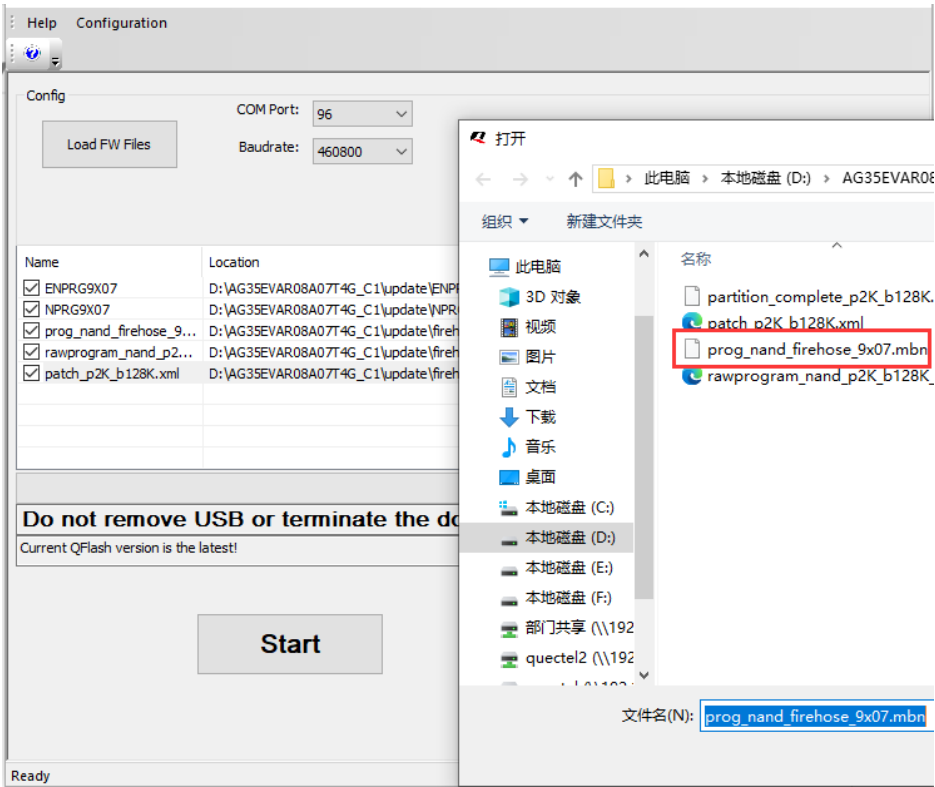 Help Configuration
Config
COM Port: 96
Load FW Files
Baudrate: 460800
Name Location
ENPRG9X07 D:\AG35EVAR08A07T4G_C1\update\ENPF
NPRG9X07 D:\AG35EVAR08A07T4G_C1\update\NPR
prog_nand_firehose_9... D:\AG35EVAR08A07T4G_C1\update\fireh
rawprogram_nand_p2... D:\AG35EVAR08A07T4G_C1\update\fireh
patch_p2K_b128K.xml D:\AG35EVAR08A07T4G_C1\update\fireh
Do not remove USB or terminate the do
Current QFlash version is the latest!
Start
Ready
打开
此电脑 › 本地磁盘 (D:) › AG35EVAR08
组织 新建文件夹
此电脑
3D 对象
视频
图片
文档
下载
音乐
桌面
本地磁盘 (C:)
本地磁盘 (D:)
本地磁盘 (E:)
本地磁盘 (F:)
部门共享 (\\192
quectel2 (\\192
名称
partition_complete_p2K_b128K.
patch_p2K_b128K.xml
prog_nand_firehose_9x07.mbn
rawprogram_nand_p2K_b128K_
文件名(N): prog_nand_firehose_9x07.mbn